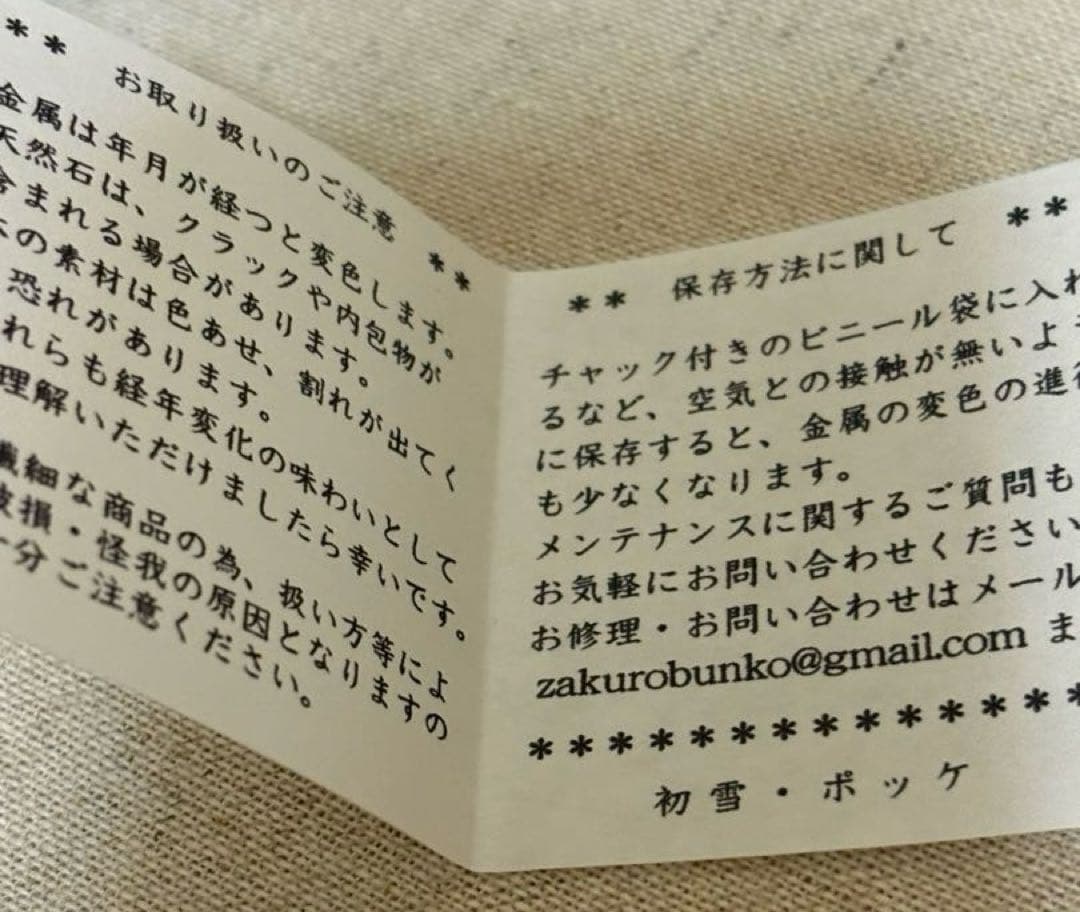 ** お取り扱いのご注意 **
金属は年月が経つと変色します。
天然石は、クラックや内包物が
含まれる場合があります。
の素材は色あせ、割れが出てく
恐れがあります。
れらも経年変化の味わいとして
理解いただけましたら幸いです。
繊細な商品の為、扱い方等によ
破損・怪我の原因となりますの
十分ご注意ください。
** 保存方法に関して **
チャック付きのビニール袋に入れ
るなど、空気との接触が無いよう
に保存すると、金属の変色の進行
も少なくなります。
メンテナンスに関するご質問も
お気軽にお問い合わせください
お修理・お問い合わせはメール
zakurobunko@gmail.com ま
**************
初雪・ポッケ